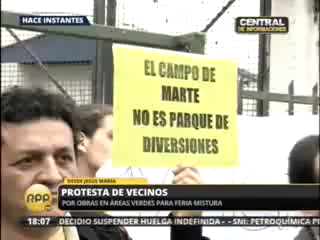 HACE INSTANTES
CENTRAL
DE INFORMACIONES
EL CAMPO DE
MARTE
NO ES PARQUE DE
DIVERSIONES
DESDE JESÚS MARÍA
PROTESTA DE VECINOS
POR OBRAS EN ÁREAS VERDES PARA FERIA MISTURA
RPP
18:07 DECIDIO SUSPENDER HUELGA INDEFINIDA - SNI: PETROQUÍMICA P